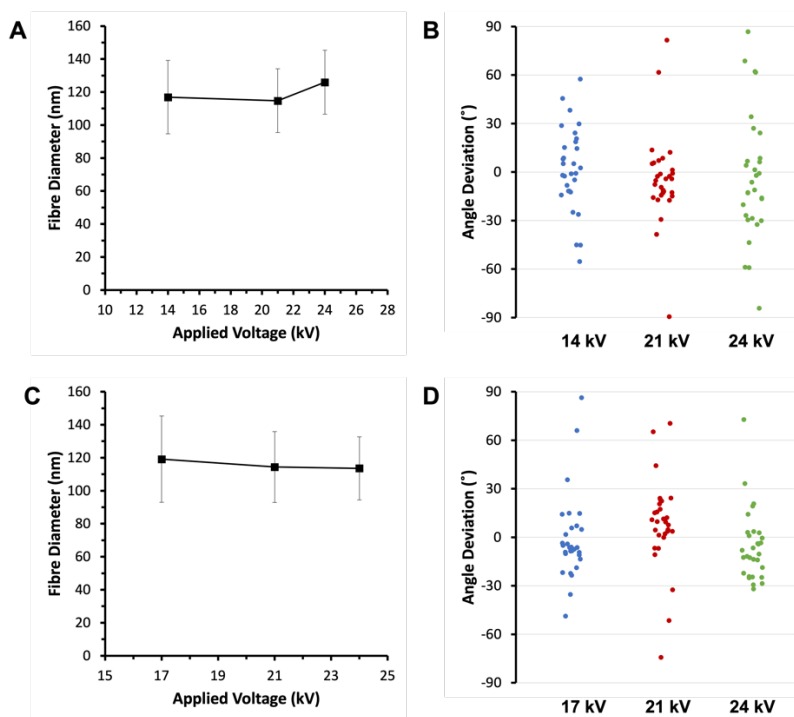 A
160
140
120
100
80
60
40
20
0
10 12 14 16 18 20 22 24 26 28
Fibre Diameter (nm)
Applied Voltage (kV)
B
90
60
30
0
-30
-60
-90
Angle Deviation (°)
14 kV 21 kV 24 kV
C
160
140
120
100
80
60
40
20
0
15 17 19 21 23 25
Fibre Diameter (nm)
Applied Voltage (kV)
D
90
60
30
0
-30
-60
-90
Angle Deviation (°)
17 kV 21 kV 24 kV